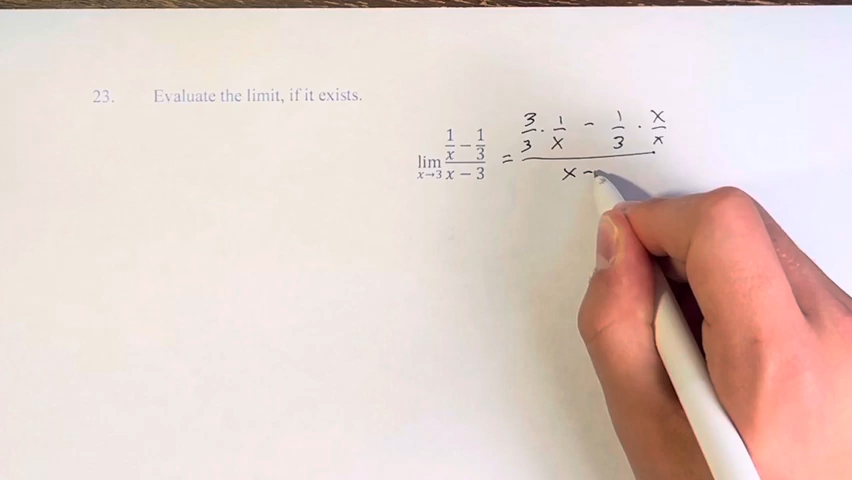 23. Evaluate the limit, if it exists.
lim x→3 (1/x − 1/3)/(x − 3) = (3/3 · 1/x − 1/3 · x/x)/(x −